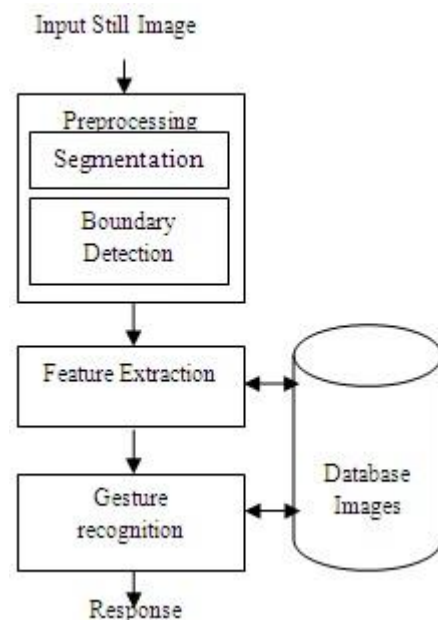 Input Still Image
Preprocessing
Segmentation
Boundary
Detection
Feature Extraction
Gesture
recognition
Database
Images
Response